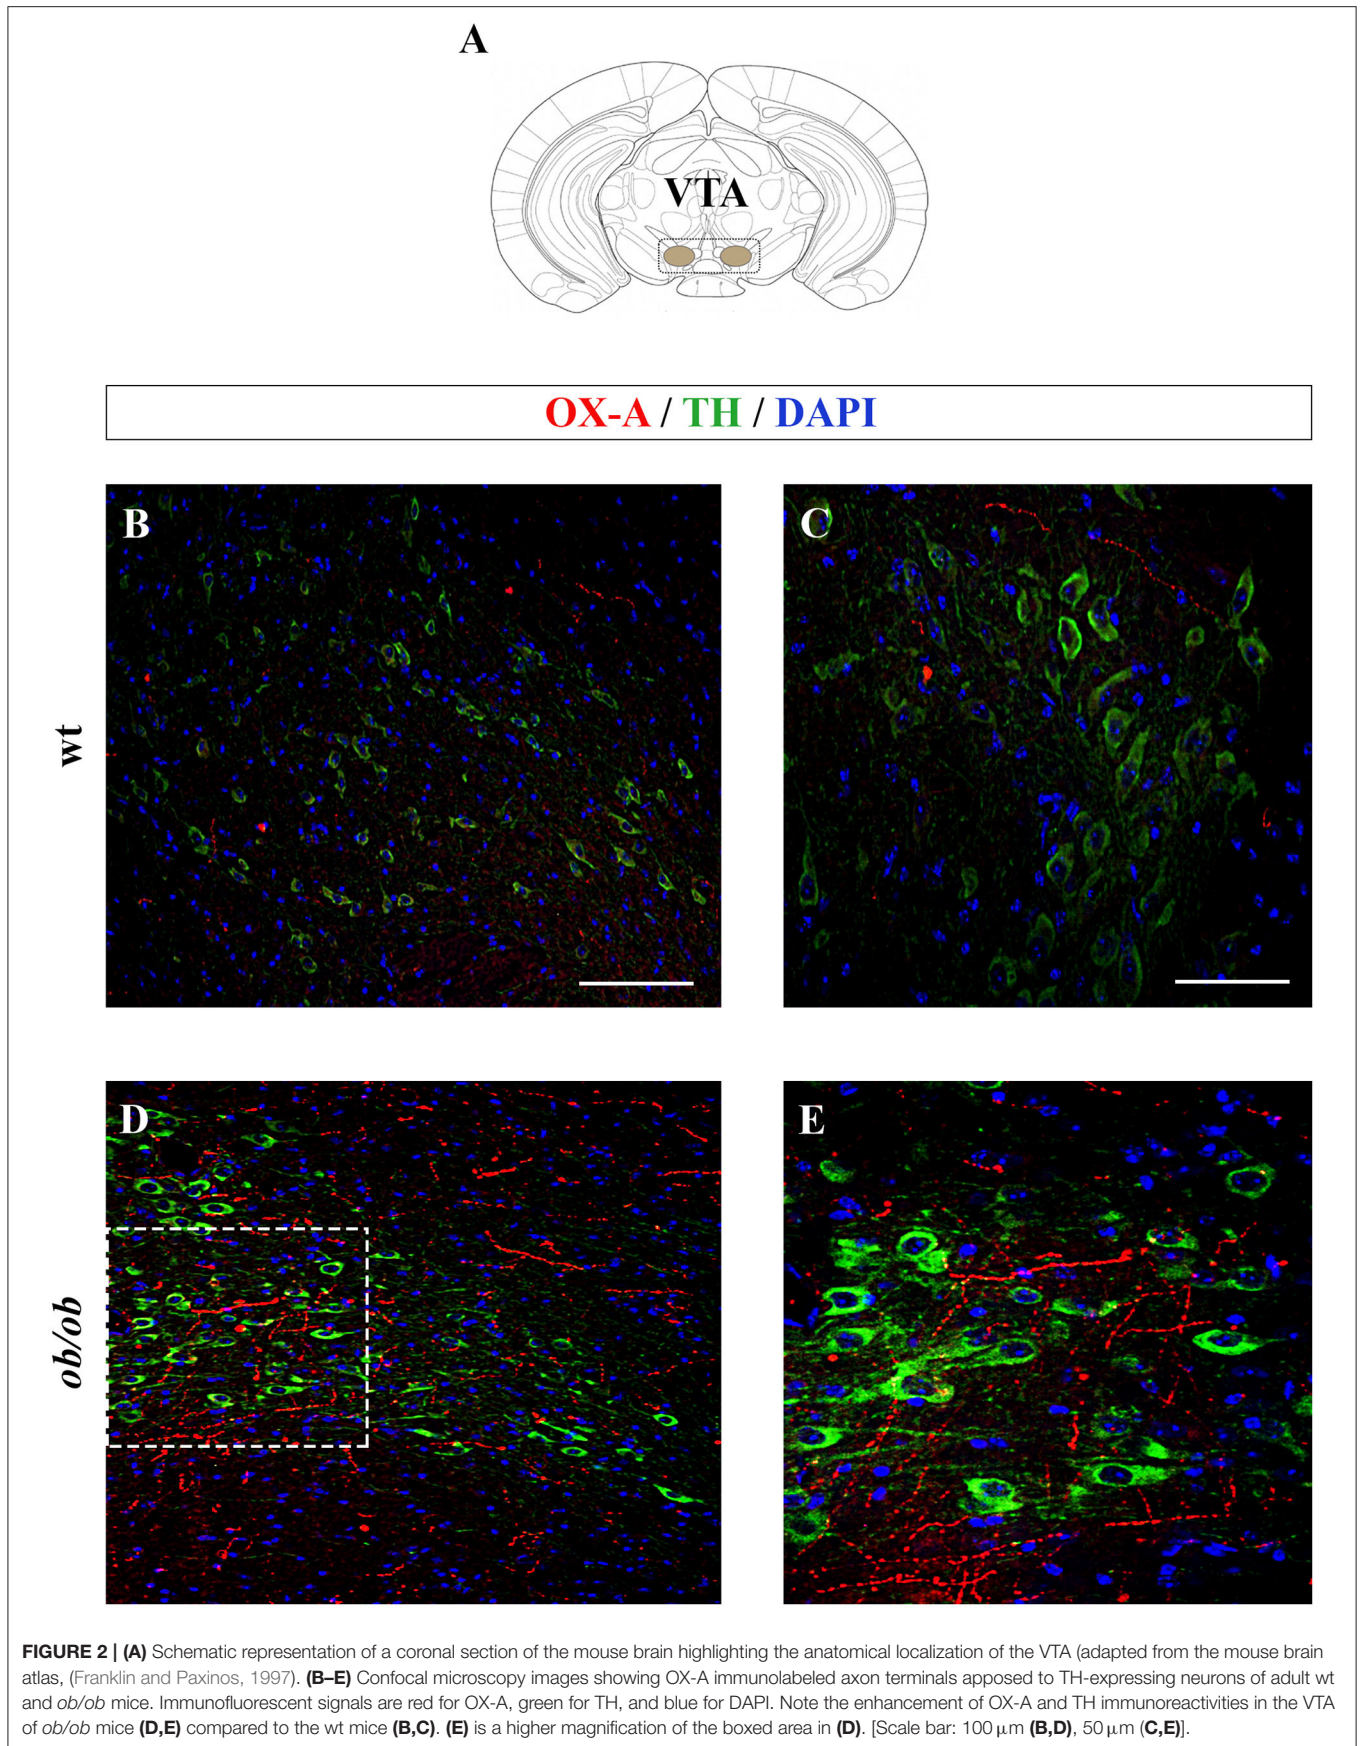 A
VTA
OX-A / TH / DAPI
B
C
wt
D
E
ob/ob
FIGURE 2 | (A) Schematic representation of a coronal section of the mouse brain highlighting the anatomical localization of the VTA (adapted from the mouse brain
atlas, (Franklin and Paxinos, 1997). (B–E) Confocal microscopy images showing OX-A immunolabeled axon terminals apposed to TH-expressing neurons of adult wt
and ob/ob mice. Immunofluorescent signals are red for OX-A, green for TH, and blue for DAPI. Note the enhancement of OX-A and TH immunoreactivities in the VTA
of ob/ob mice (D,E) compared to the wt mice (B,C). (E) is a higher magnification of the boxed area in (D). [Scale bar: 100 µm (B,D), 50 µm (C,E)].